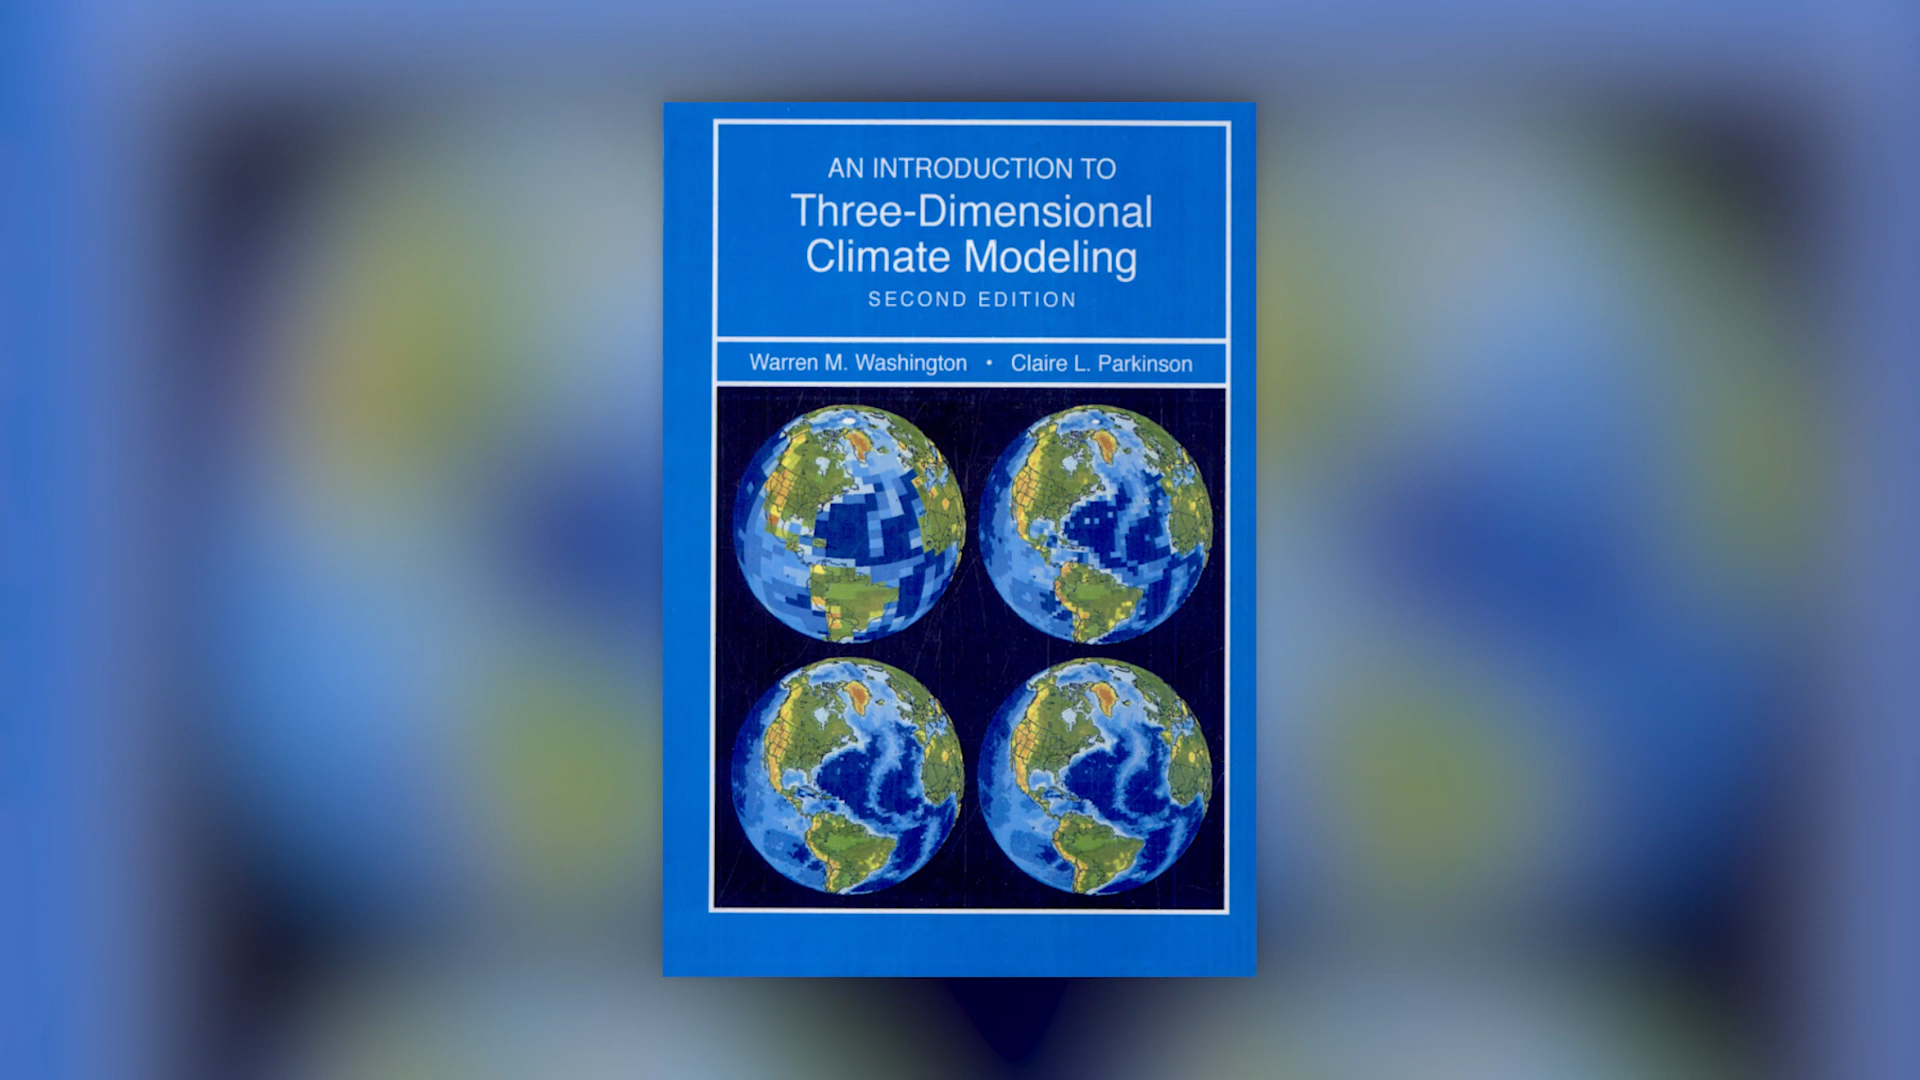 AN INTRODUCTION TO
Three-Dimensional
Climate Modeling
SECOND EDITION
Warren M. Washington • Claire L. Parkinson